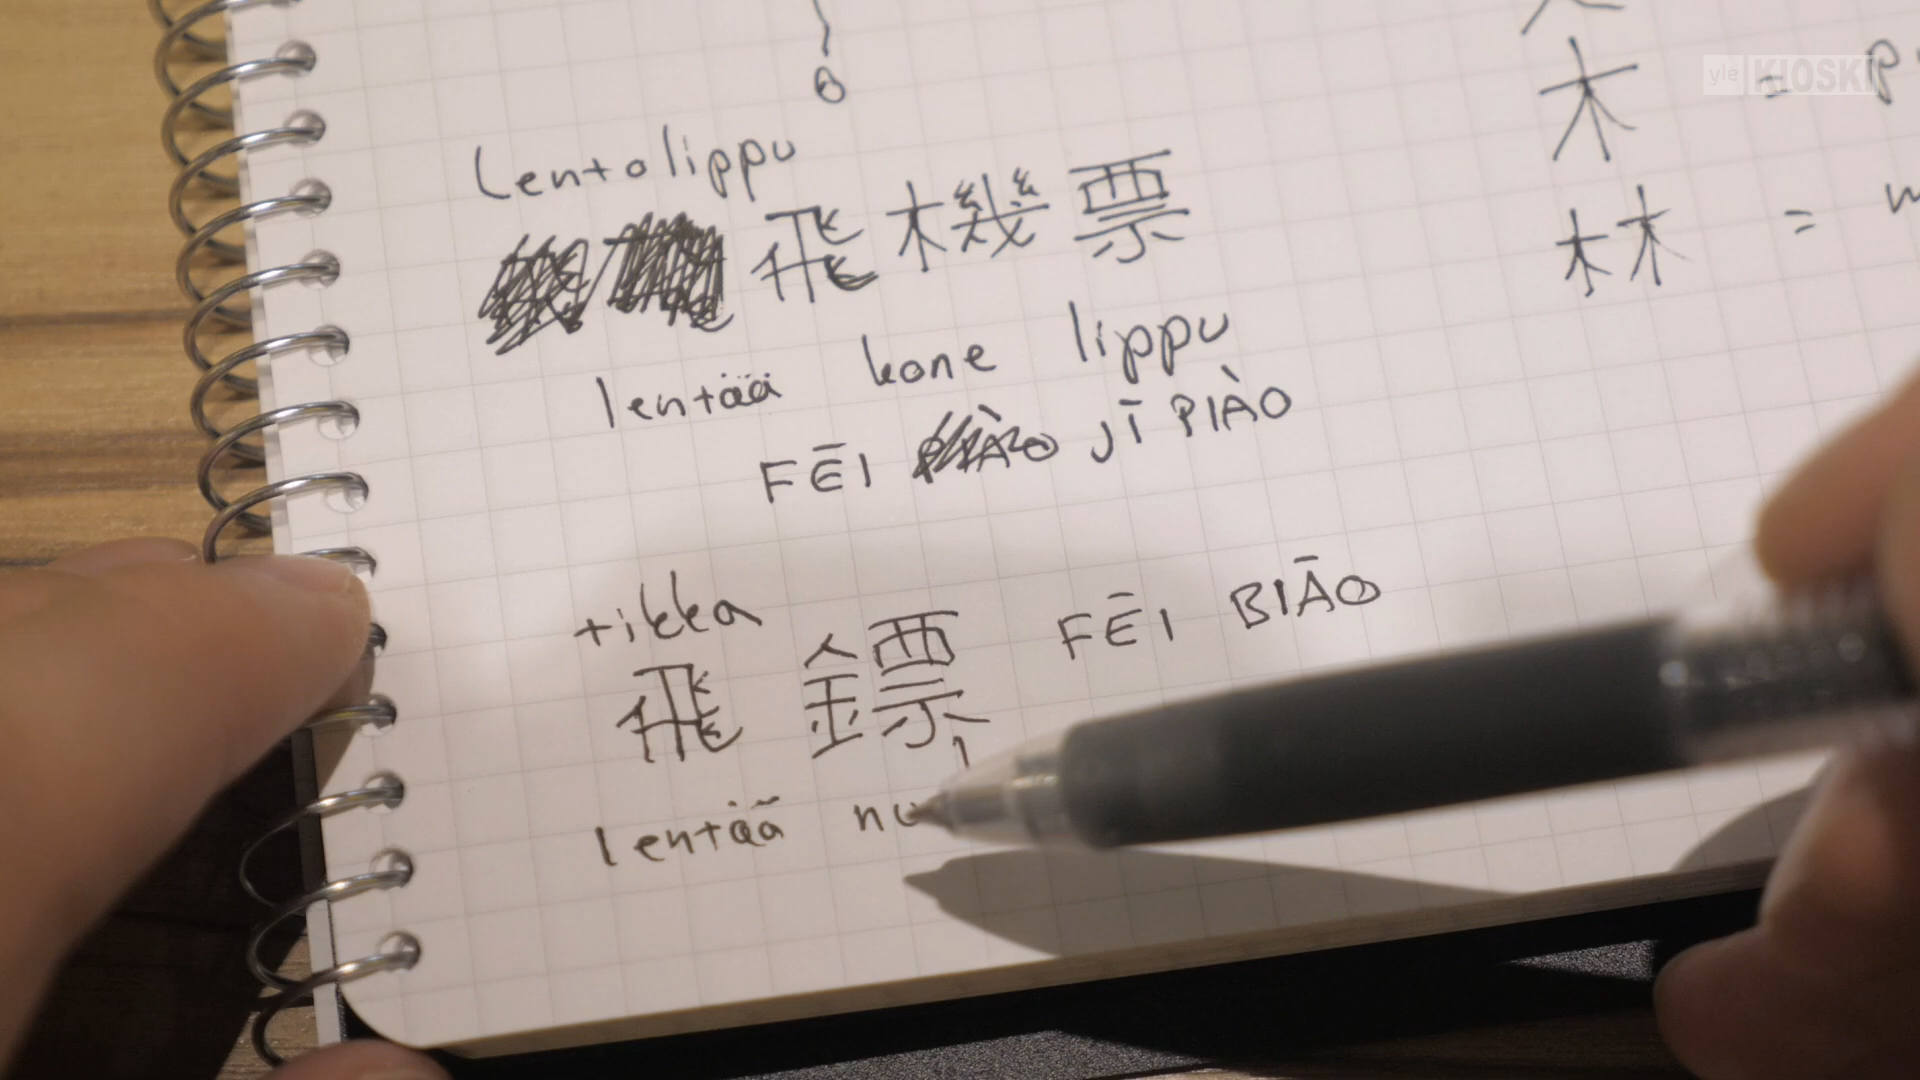 yle KIOSKI
木 =
林 =
lentolippu
飛機票
lentää kone lippu
FĒI JĪ PIÀO
tikka
飛鏢 FĒI BIĀO
lentää